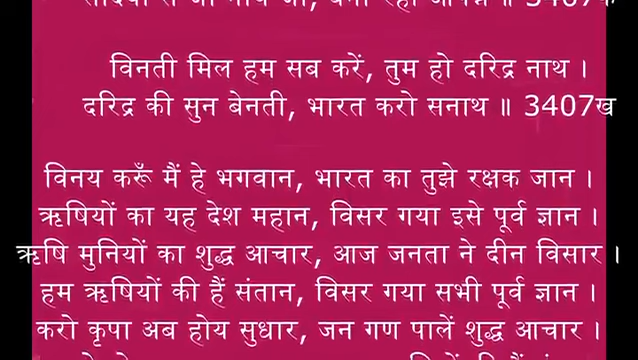 विनती मिल हम सब करें, तुम हो दरिद्र नाथ ।
दरिद्र की सुन बेनती, भारत करो सनाथ ॥ 3407ख
विनय करूँ मैं हे भगवान, भारत का तुझे रक्षक जान ।
ऋषियों का यह देश महान, विसर गया इसे पूर्व ज्ञान ।
ऋषि मुनियों का शुद्ध आचार, आज जनता ने दीन विसार ।
हम ऋषियों की हैं संतान, विसर गया सभी पूर्व ज्ञान ।
करो कृपा अब होय सुधार, जन गण पालें शुद्ध आचार ।